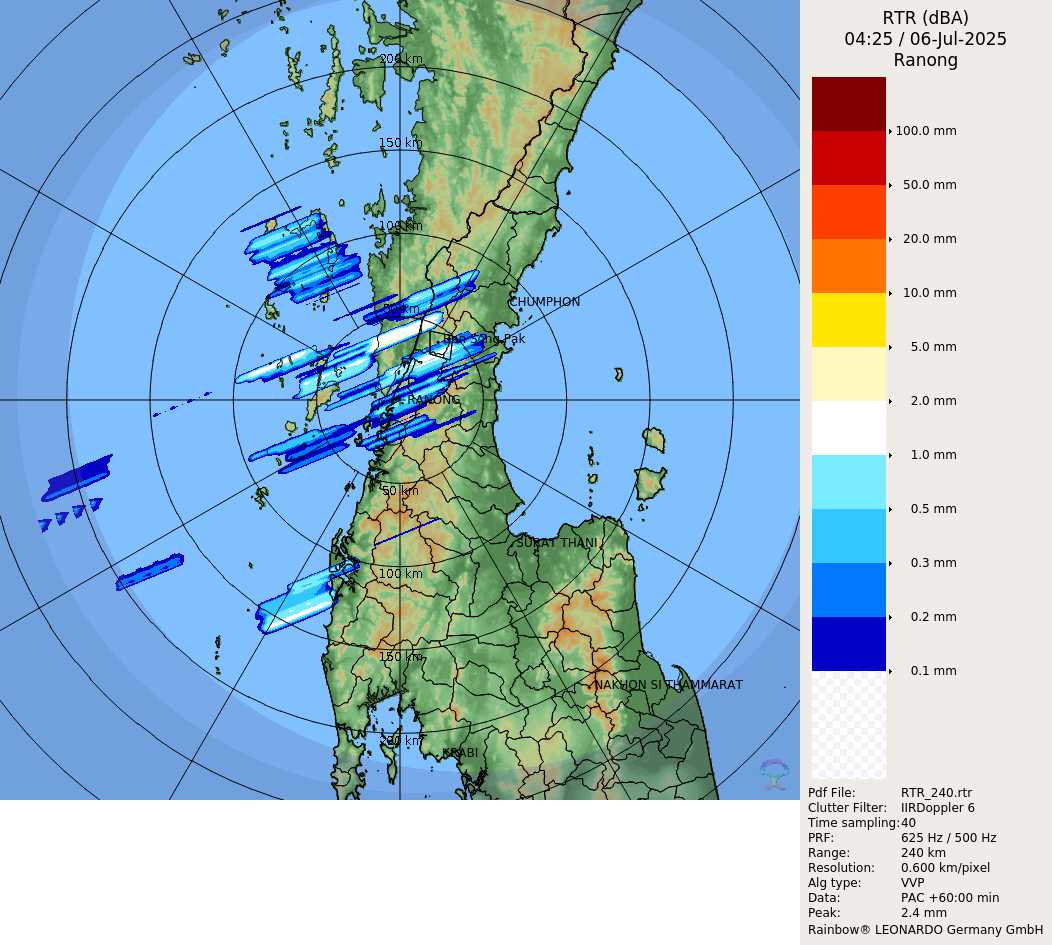 RTR (dBA)
04:25 / 06-Jul-2025
Ranong
200 km
150 km
100 km
50 km
CHUMPHON
Ban Song Pak
RANONG
50 km
SURAT THANI
100 km
150 km
NAKHON SI THAMMARAT
200 km
KRABI
100.0 mm
50.0 mm
20.0 mm
10.0 mm
5.0 mm
2.0 mm
1.0 mm
0.5 mm
0.3 mm
0.2 mm
0.1 mm
Pdf File: RTR_240.rtr
Clutter Filter: IIRDoppler 6
Time sampling: 40
PRF: 625 Hz / 500 Hz
Range: 240 km
Resolution: 0.600 km/pixel
Alg type: VVP
Data: PAC +60:00 min
Peak: 2.4 mm
Rainbow® LEONARDO Germany GmbH